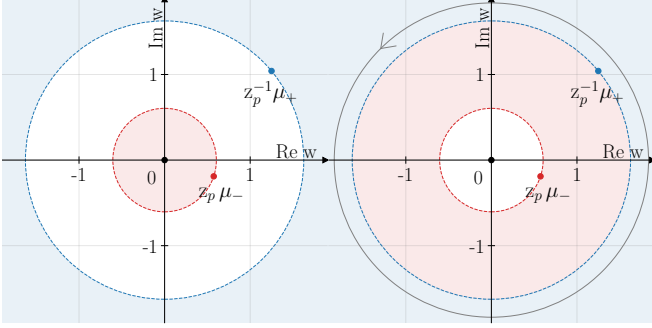 Im w
Im w
1
1
z_p^{-1}μ_+
z_p^{-1}μ_+
Re w
Re w
-1
0
1
-1
0
1
z_p μ_-
z_p μ_-
-1
-1